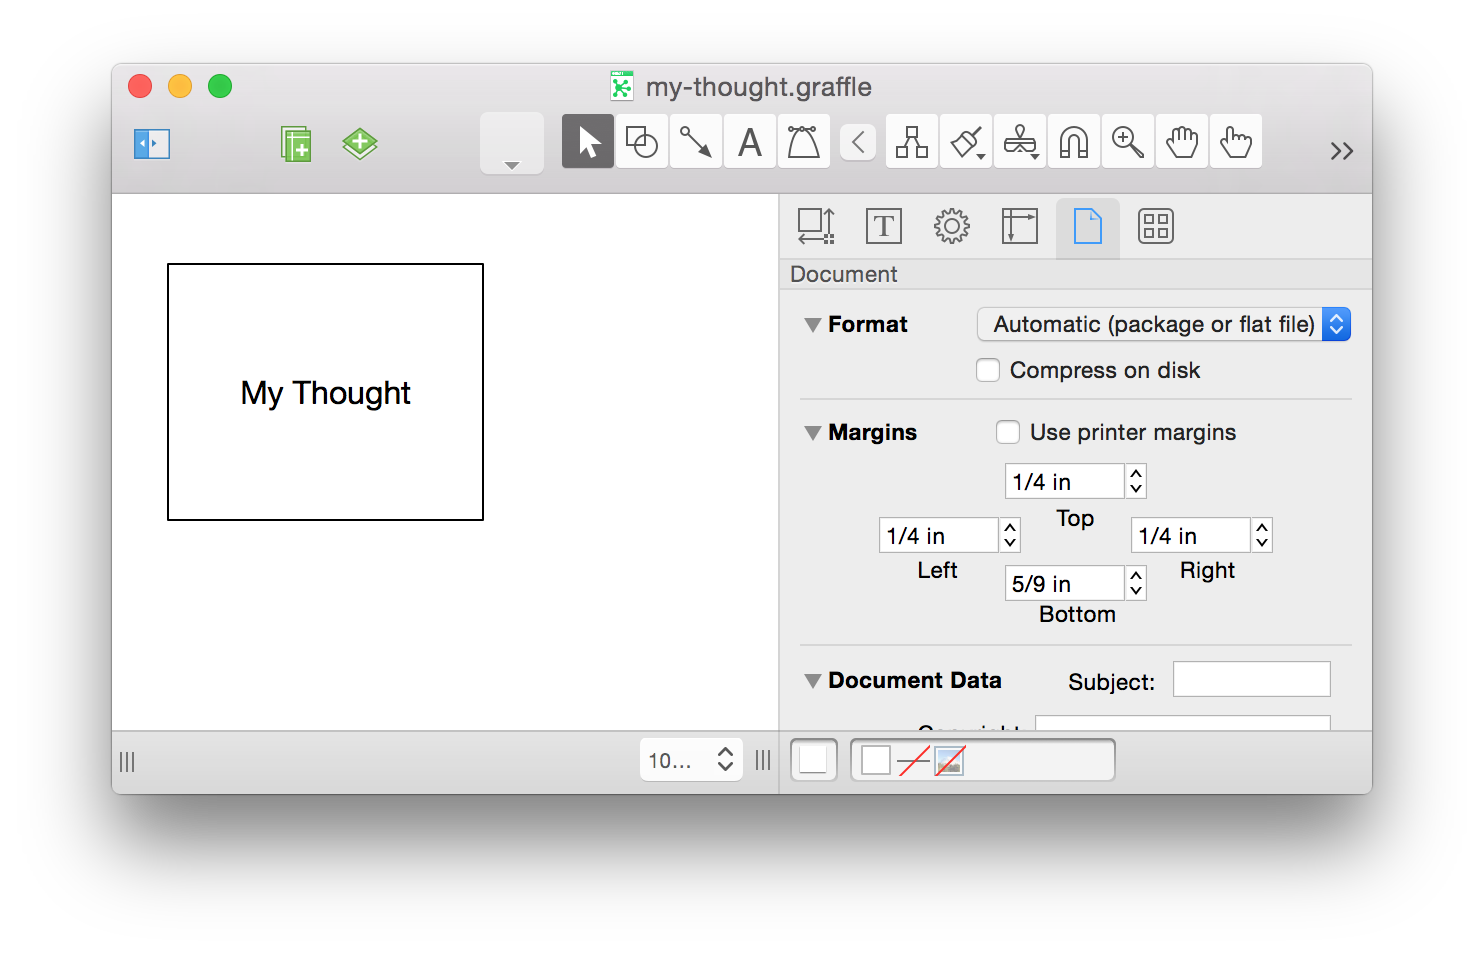 my-thought.graffle
A
T
Document
My Thought
Format
Automatic (package or flat file)
Compress on disk
Margins
Use printer margins
1/4 in
Top
1/4 in
1/4 in
Left
Right
5/9 in
Bottom
Document Data
Subject:
10...